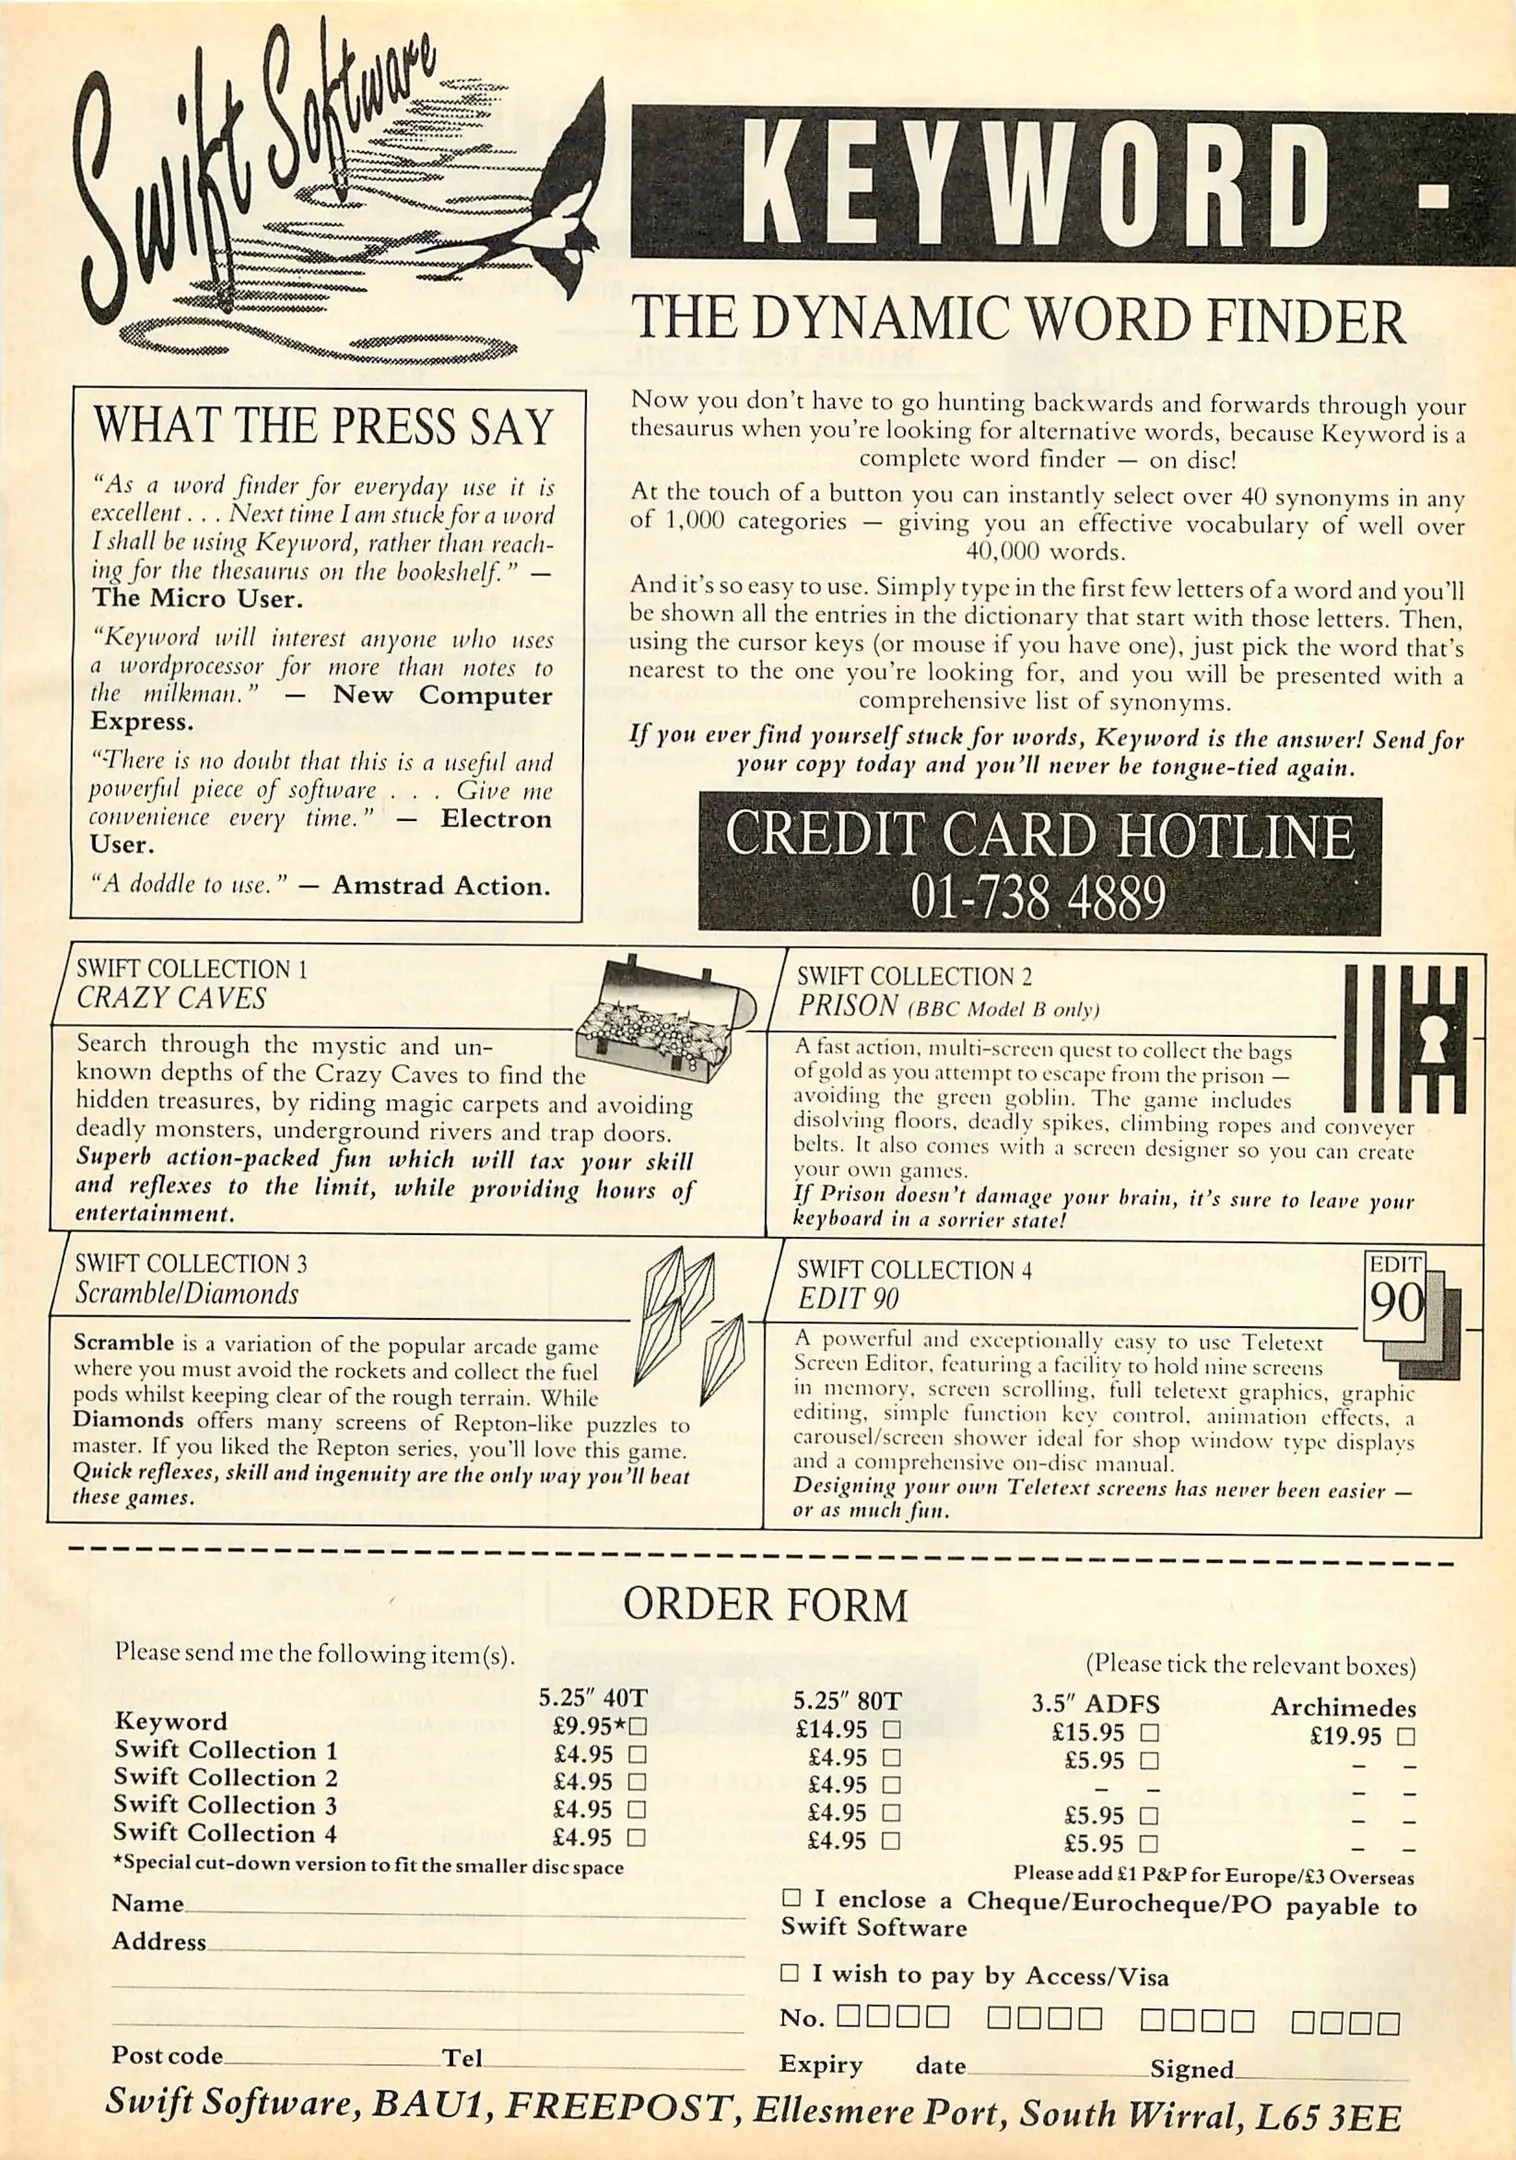 Swift Software
KEYWORD -
THE DYNAMIC WORD FINDER
WHAT THE PRESS SAY
"As a word finder for everyday use it is
excellent . . . Next time I am stuck for a word
I shall be using Keyword, rather than reach-
ing for the thesaurus on the bookshelf." —
The Micro User.
"Keyword will interest anyone who uses
a wordprocessor for more than notes to
the milkman." — New Computer
Express.
"There is no doubt that this is a useful and
powerful piece of software . . . Give me
convenience every time." — Electron
User.
"A doddle to use." — Amstrad Action.
Now you don't have to go hunting backwards and forwards through your
thesaurus when you're looking for alternative words, because Keyword is a
complete word finder — on disc!
At the touch of a button you can instantly select over 40 synonyms in any
of 1,000 categories — giving you an effective vocabulary of well over
40,000 words.
And it's so easy to use. Simply type in the first few letters of a word and you'll
be shown all the entries in the dictionary that start with those letters. Then,
using the cursor keys (or mouse if you have one), just pick the word that's
nearest to the one you're looking for, and you will be presented with a
comprehensive list of synonyms.
If you ever find yourself stuck for words, Keyword is the answer! Send for
your copy today and you'll never be tongue-tied again.
CREDIT CARD HOTLINE
01-738 4889
SWIFT COLLECTION 1
CRAZY CAVES
Search through the mystic and un-
known depths of the Crazy Caves to find the
hidden treasures, by riding magic carpets and avoiding
deadly monsters, underground rivers and trap doors.
Superb action-packed fun which will tax your skill
and reflexes to the limit, while providing hours of
entertainment.
SWIFT COLLECTION 2
PRISON (BBC Model B only)
A fast action, multi-screen quest to collect the bags
of gold as you attempt to escape from the prison —
avoiding the green goblin. The game includes
disolving floors, deadly spikes, climbing ropes and conveyer
belts. It also comes with a screen designer so you can create
your own games.
If Prison doesn't damage your brain, it's sure to leave your
keyboard in a sorrier state!
SWIFT COLLECTION 3
Scramble/Diamonds
Scramble is a variation of the popular arcade game
where you must avoid the rockets and collect the fuel
pods whilst keeping clear of the rough terrain. While
Diamonds offers many screens of Repton-like puzzles to
master. If you liked the Repton series, you'll love this game.
Quick reflexes, skill and ingenuity are the only way you'll beat
these games.
SWIFT COLLECTION 4
EDIT 90
EDIT
90
A powerful and exceptionally easy to use Teletext
Screen Editor, featuring a facility to hold nine screens
in memory, screen scrolling, full teletext graphics, graphic
editing, simple function key control, animation effects, a
carousel/screen shower ideal for shop window type displays
and a comprehensive on-disc manual.
Designing your own Teletext screens has never been easier —
or as much fun.
ORDER FORM
Please send me the following item(s).
(Please tick the relevant boxes)
5.25" 40T 5.25" 80T 3.5" ADFS Archimedes
Keyword £9.95*□ £14.95 □ £15.95 □ £19.95 □
Swift Collection 1 £4.95 □ £4.95 □ £5.95 □ – –
Swift Collection 2 £4.95 □ £4.95 □ – – – –
Swift Collection 3 £4.95 □ £4.95 □ £5.95 □ – –
Swift Collection 4 £4.95 □ £4.95 □ £5.95 □ – –
*Special cut-down version to fit the smaller disc space
Please add £1 P&P for Europe/£3 Overseas
Name
Address
Postcode Tel
□ I enclose a Cheque/Eurocheque/PO payable to
Swift Software
□ I wish to pay by Access/Visa
No. □□□□ □□□□ □□□□ □□□□
Expiry date Signed
Swift Software, BAU1, FREEPOST, Ellesmere Port, South Wirral, L65 3EE